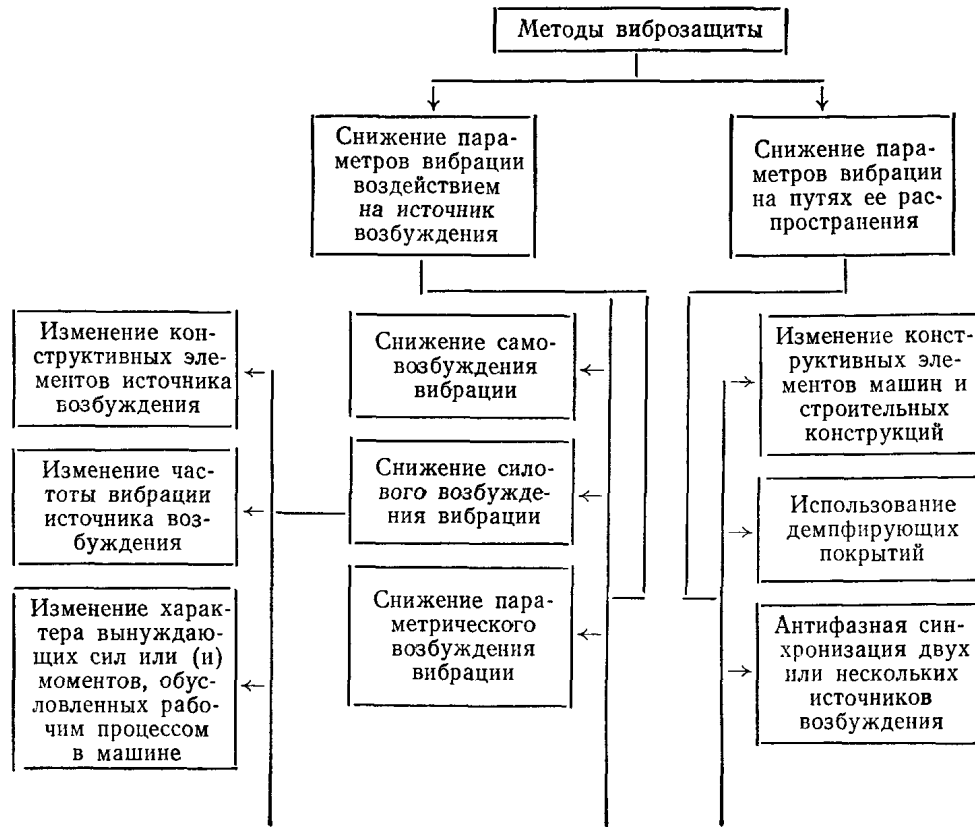 Методы виброзащиты
Снижение пара-
метров вибрации
воздействием
на источник
возбуждения
Снижение пара-
метров вибрации
на путях ее рас-
пространения
Изменение кон-
структивных эле-
ментов источника
возбуждения
Снижение само-
возбуждения
вибрации
Изменение конст-
руктивных эле-
ментов машин и
строительных
конструкций
Изменение час-
тоты вибрации
источника воз-
буждения
Снижение сило-
вого возбужде-
ния вибрации
Использование
демпфирующих
покрытий
Изменение харак-
тера вынуждаю-
щих сил или (и)
моментов, обус-
ловленных рабо-
чим процессом
в машине
Снижение пара-
метрического
возбуждения
вибрации
Антифазная син-
хронизация двух
или нескольких
источников
возбуждения